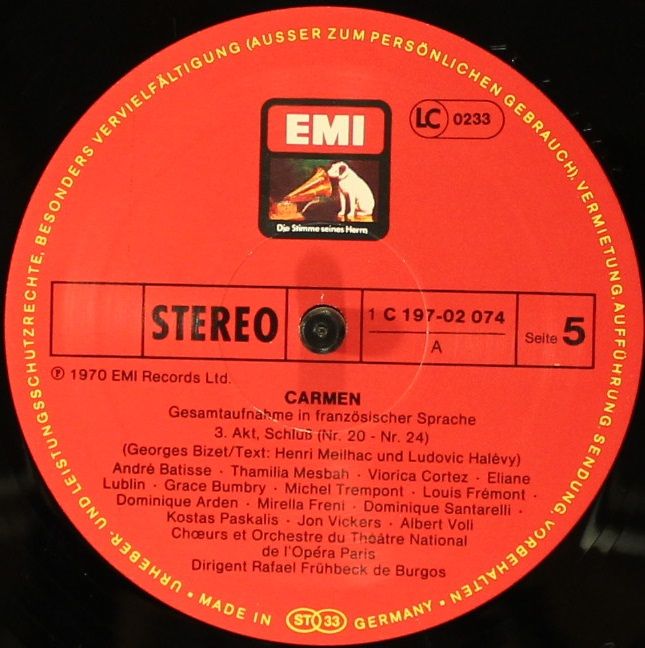 URHEBER- UND LEISTUNGSSCHUTZRECHTE, BESONDERS VERVIELFÄLTIGUNG (AUSSER ZUM PERSÖNLICHEN GEBRAUCH), VERMIETUNG, AUFFÜHRUNG, SENDUNG, VORBEHALTEN •
EMI
LC 0233
Die Stimme seines Herrn
STEREO
1 C 197-02 074
A
Seite 5
℗ 1970 EMI Records Ltd.
CARMEN
Gesamtaufnahme in französischer Sprache
3. Akt, Schluß (Nr. 20 - Nr. 24)
(Georges Bizet/Text: Henri Meilhac und Ludovic Halévy)
André Batisse · Thamilia Mesbah · Viorica Cortez · Eliane
Lublin · Grace Bumbry · Michel Trempont · Louis Frémont ·
Dominique Arden · Mirella Freni · Dominique Santarelli ·
Kostas Paskalis · Jon Vickers · Albert Voli
Chœurs et Orchestre du Théâtre National
de l'Opéra Paris
Dirigent Rafael Frühbeck de Burgos
• MADE IN ST 33 GERMANY •